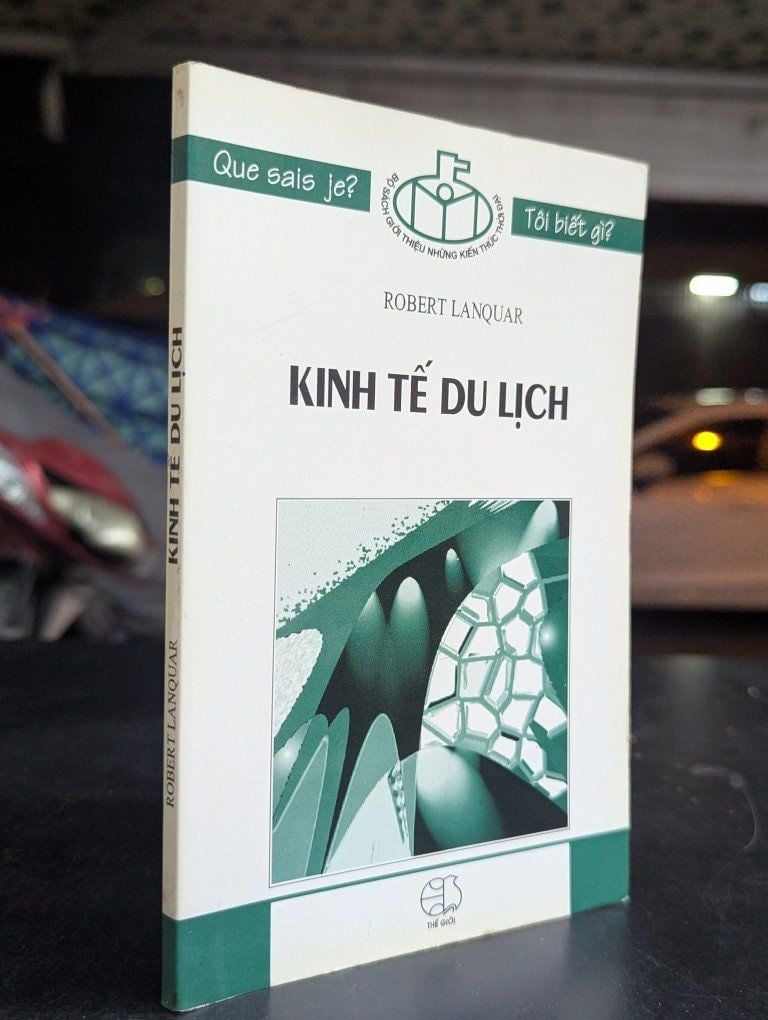 Que sais je?
BỘ SÁCH GIỚI THIỆU NHỮNG KIẾN THỨC THỜI ĐẠI
Tôi biết gì?
ROBERT LANQUAR
KINH TẾ DU LỊCH
THẾ GIỚI
KINH TẾ DU LỊCH
ROBERT LANQUAR